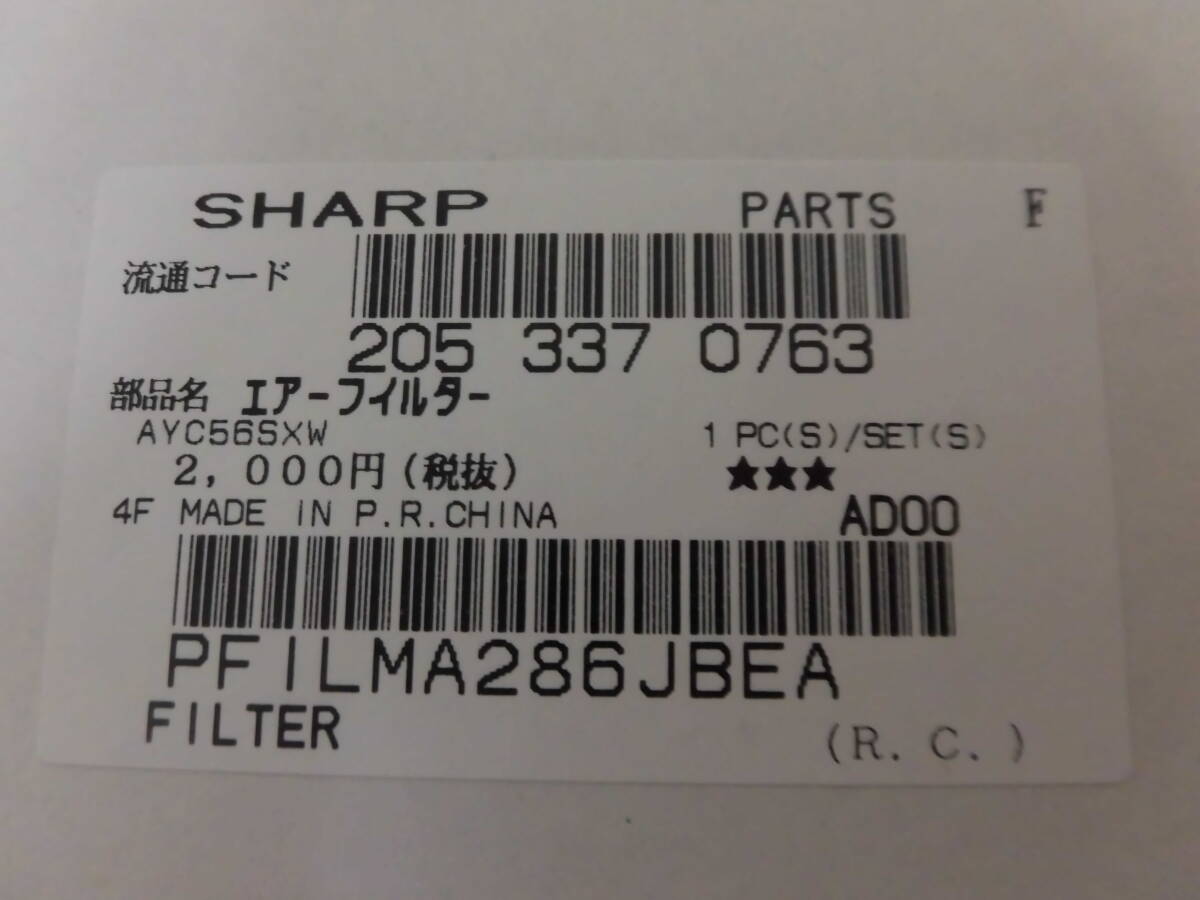 SHARP PARTS F
流通コード
205 337 0763
部品名 エアーフィルター
AYC56SXW 1 PC(S)/SET(S)
2,000円(税抜) ★★★
4F MADE IN P.R.CHINA AD00
PFILMA286JBEA
FILTER (R. C. )